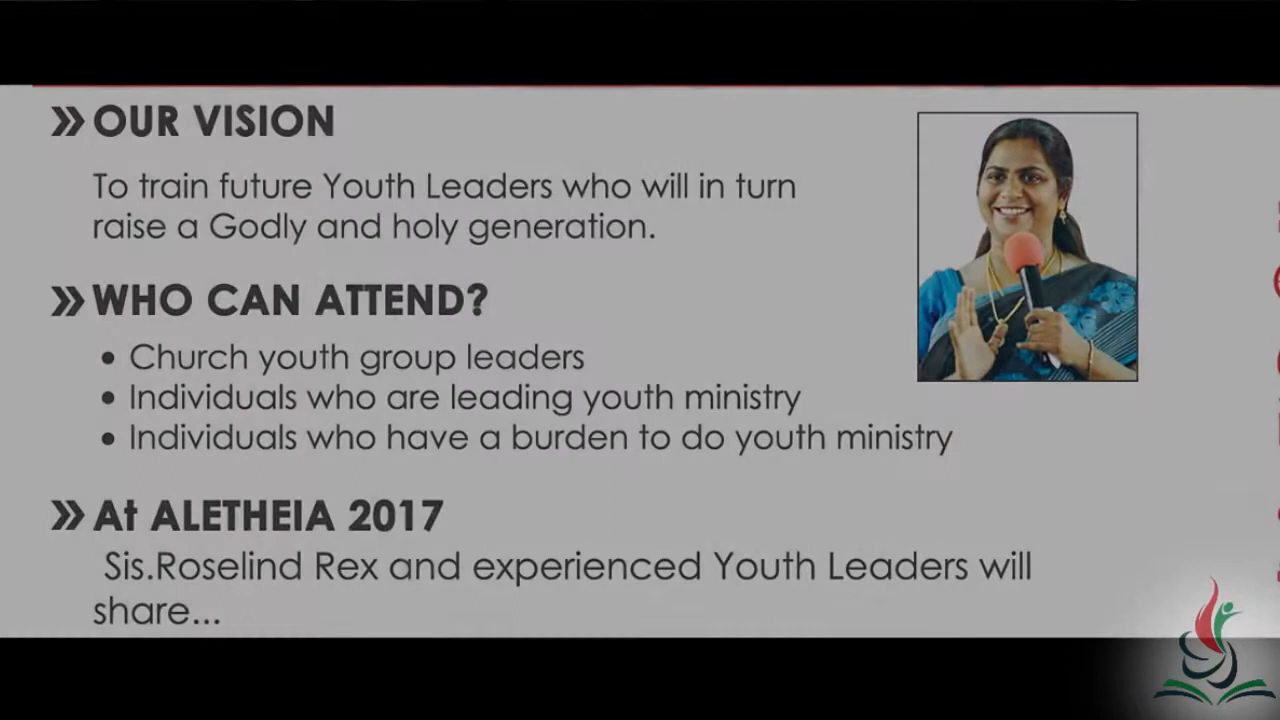 » OUR VISION
To train future Youth Leaders who will in turn
raise a Godly and holy generation.
» WHO CAN ATTEND?
• Church youth group leaders
• Individuals who are leading youth ministry
• Individuals who have a burden to do youth ministry
» At ALETHEIA 2017
Sis.Roselind Rex and experienced Youth Leaders will
share...